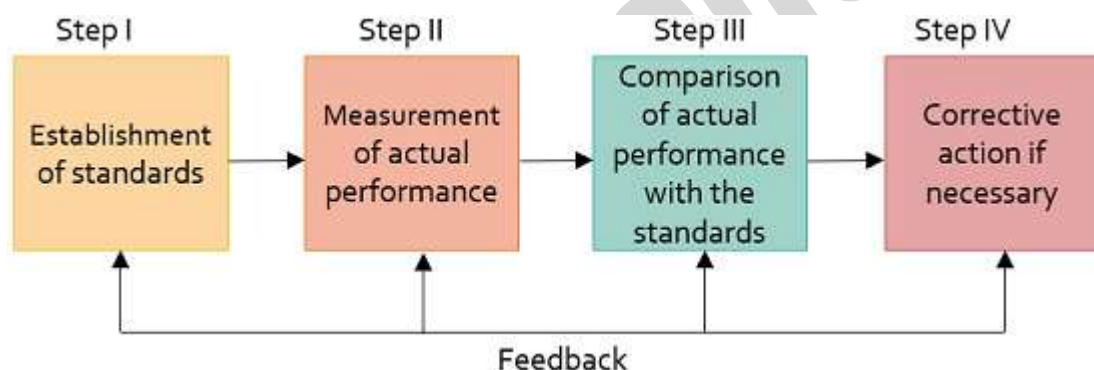 Step I
Step II
Step III
Step IV
Establishment
of standards
Measurement
of actual
performance
Comparison
of actual
performance
with the
standards
Corrective
action if
necessary
Feedback